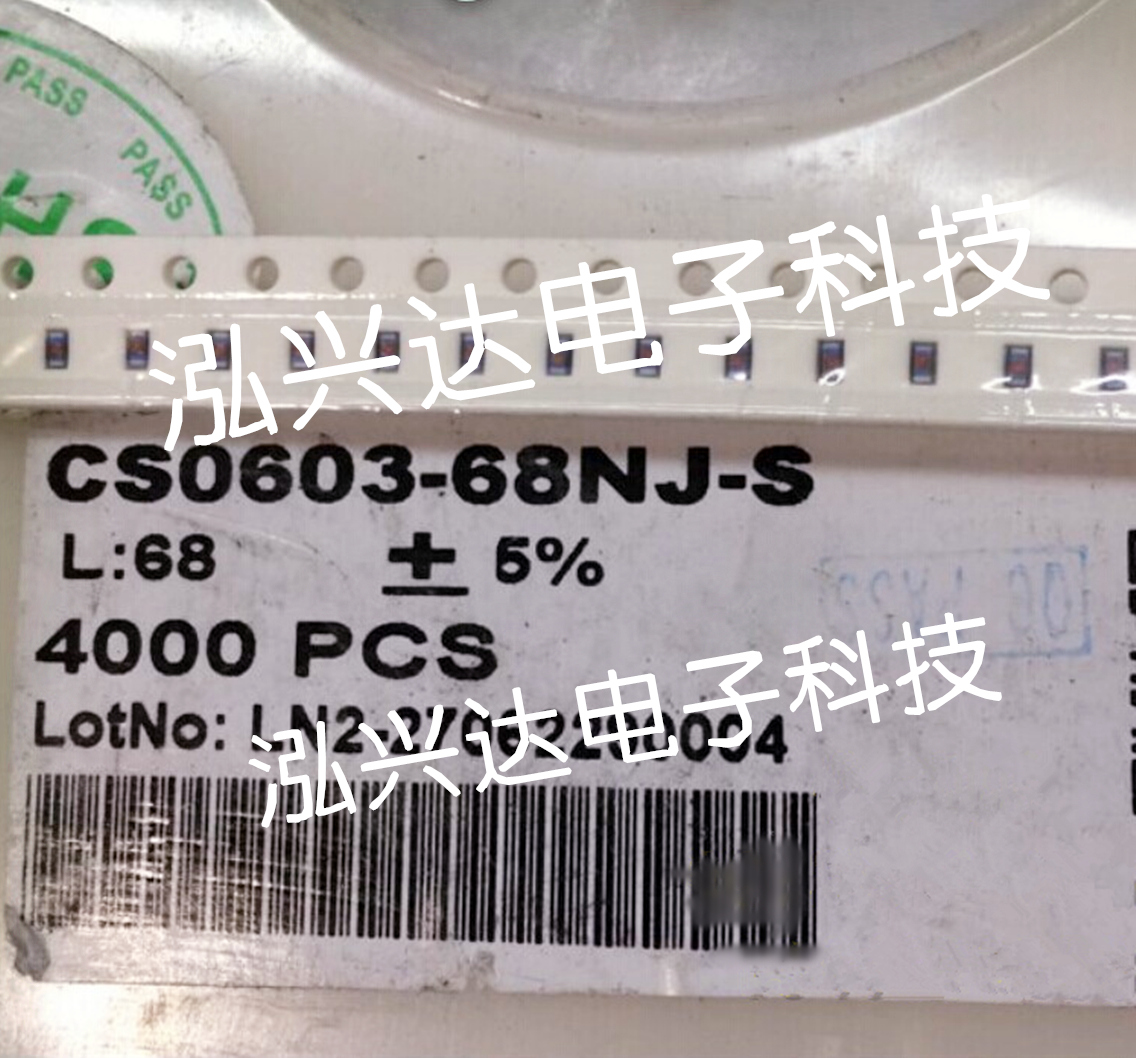 PASS
PASS
泓兴达电子科技
CS0603-68NJ-S
L:68 ± 5%
4000 PCS
LotNo:
泓兴达电子科技